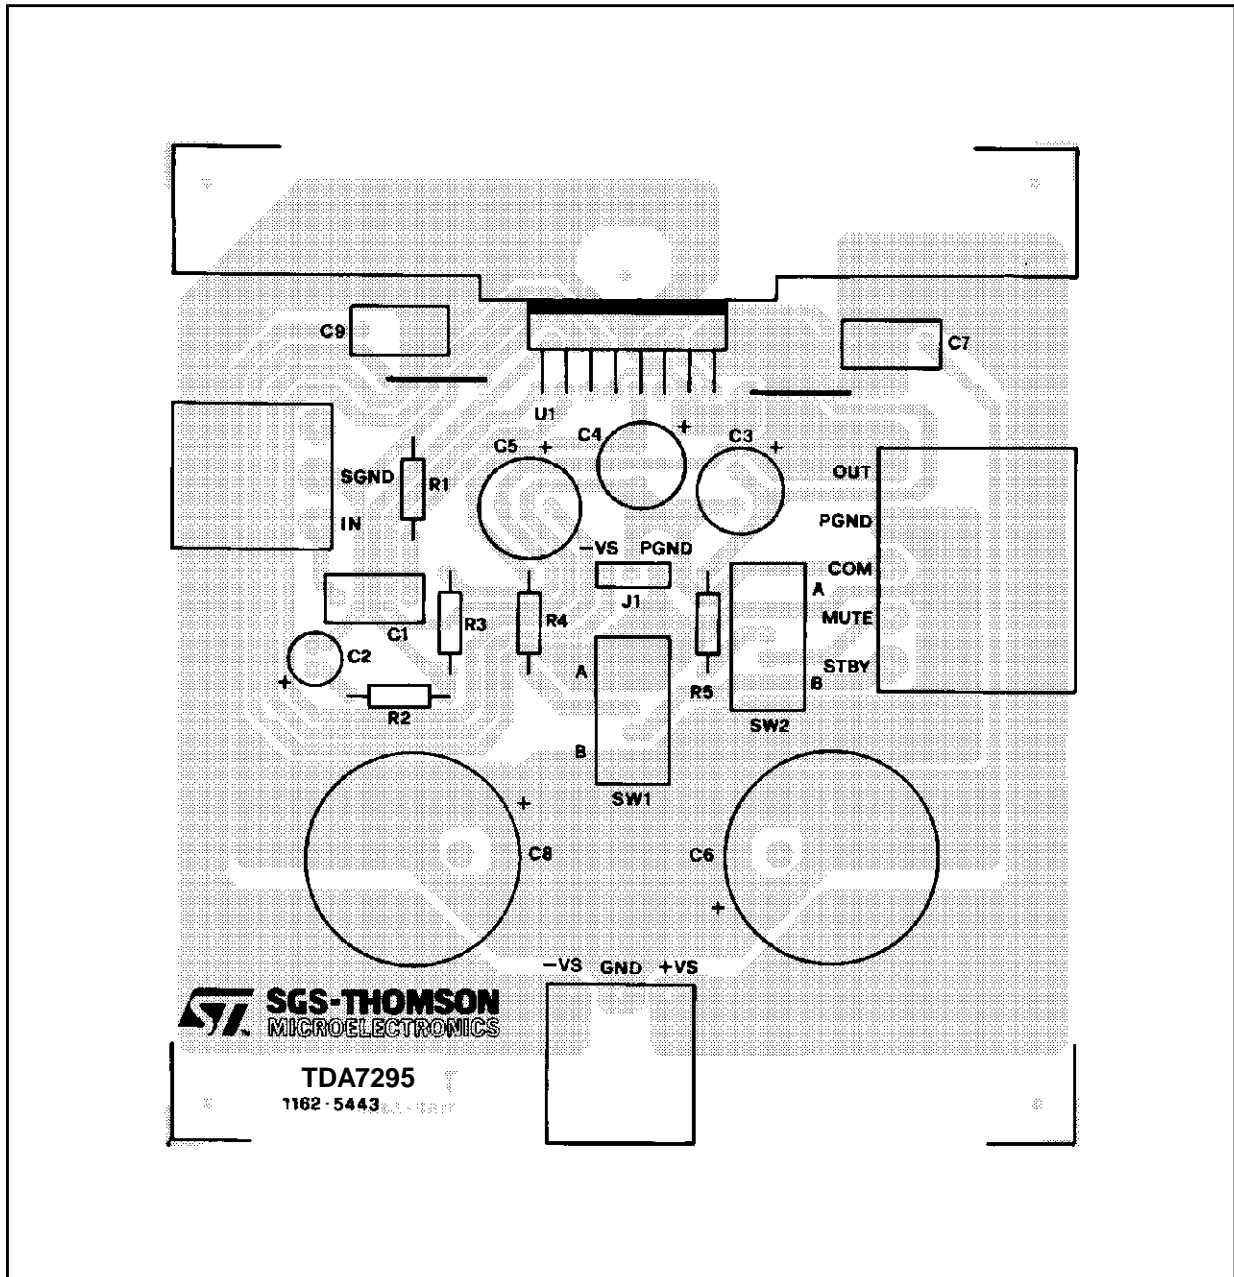 C9
C7
U1
C4
+
C3
+
C5
+
SGND
R1
IN
OUT
PGND
-VS PGND
COM
J1
A
MUTE
C1
R3
R4
C2
+
A
STBY
B
R5
R2
SW2
B
SW1
+
C8
C6
+
-VS GND +VS
ST SGS-THOMSON
MICROELECTRONICS
TDA7295
1162-5443